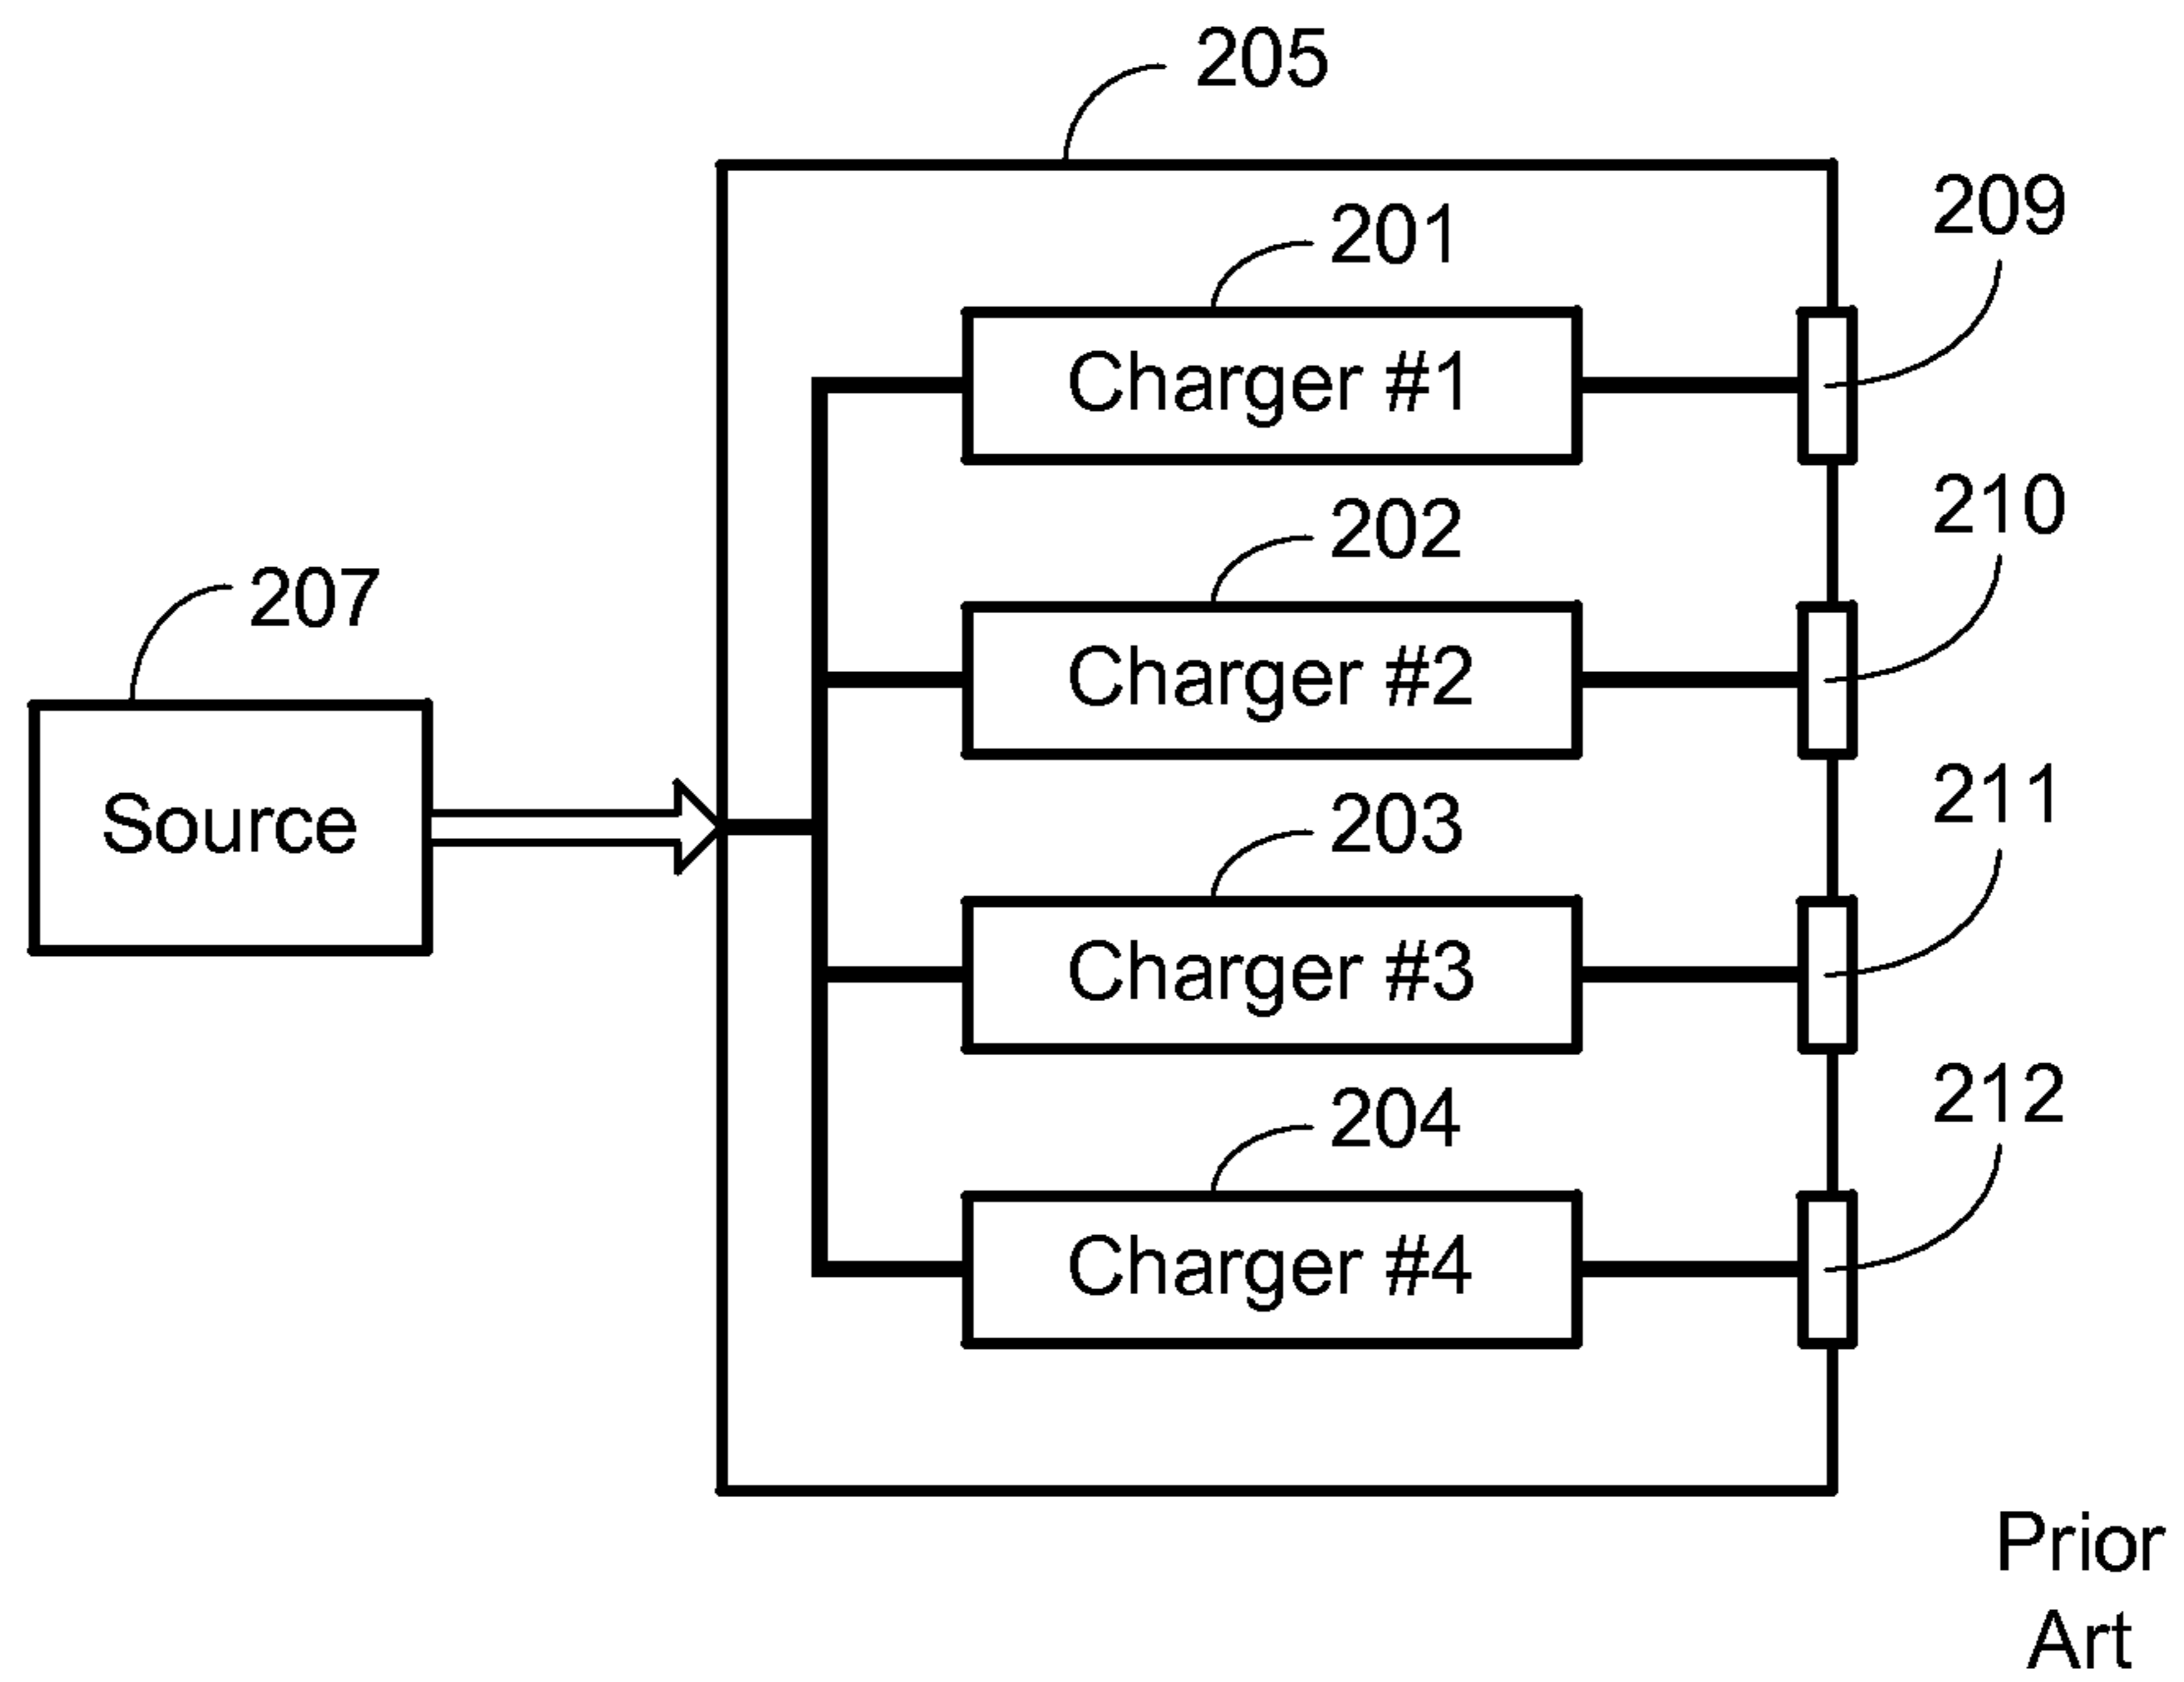 205
209
201
Charger #1
210
202
Charger #2
207
Source
211
203
Charger #3
212
204
Charger #4
Prior
Art